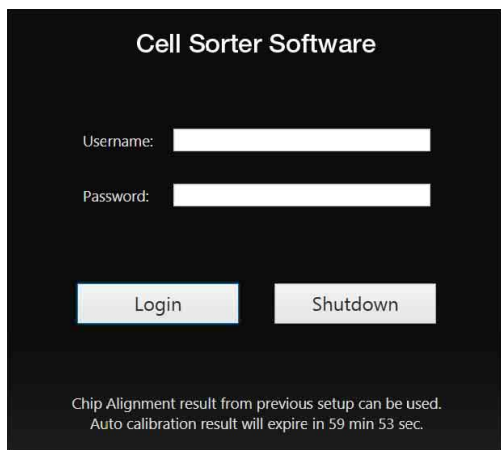 Cell Sorter Software
Username:
Password:
Login
Shutdown
Chip Alignment result from previous setup can be used.
Auto calibration result will expire in 59 min 53 sec.